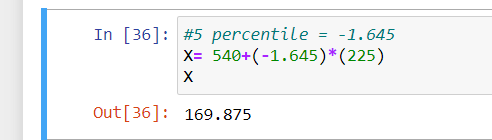 In [36]: #5 percentile = -1.645
X= 540+(-1.645)*(225)
X
Out[36]: 169.875